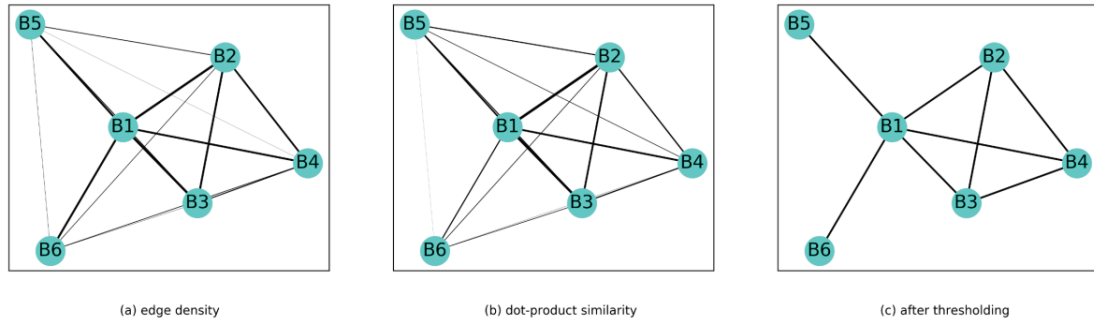 B5
B2
B1
B4
B3
B6
(a) edge density
B5
B2
B1
B4
B3
B6
(b) dot-product similarity
B5
B2
B1
B4
B3
B6
(c) after thresholding